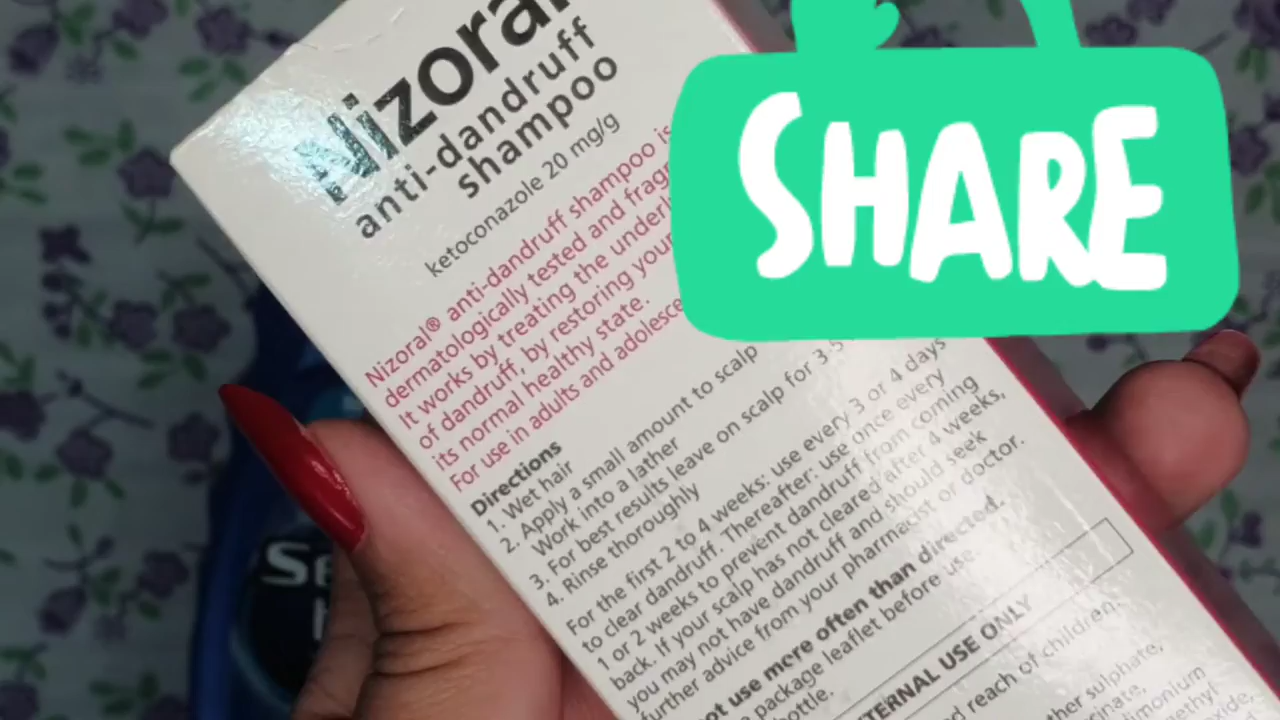 Nizoral
anti-dandruff
shampoo
ketoconazole 20 mg/g
Nizoral® anti-dandruff shampoo is
dermatologically tested and
It works by treating the
of dandruff, by restoring your
its normal healthy state.
For use in adults and
Directions
1. Wet hair
2. Apply a small amount to scalp
Work into a lather
3. For best results leave on scalp for 3-5
4. Rinse thoroughly
For the first 2 to 4 weeks: use every 3 or 4 days
to clear dandruff. Thereafter: use once every
1 or 2 weeks to prevent dandruff from coming
back. If your scalp has not cleared after 4 weeks,
you may not have dandruff and should seek
further advice from your pharmacist or doctor.
use more often than directed.
package leaflet before use.
bottle.
USE ONLY
reach of children.
sulphate,
SHARE